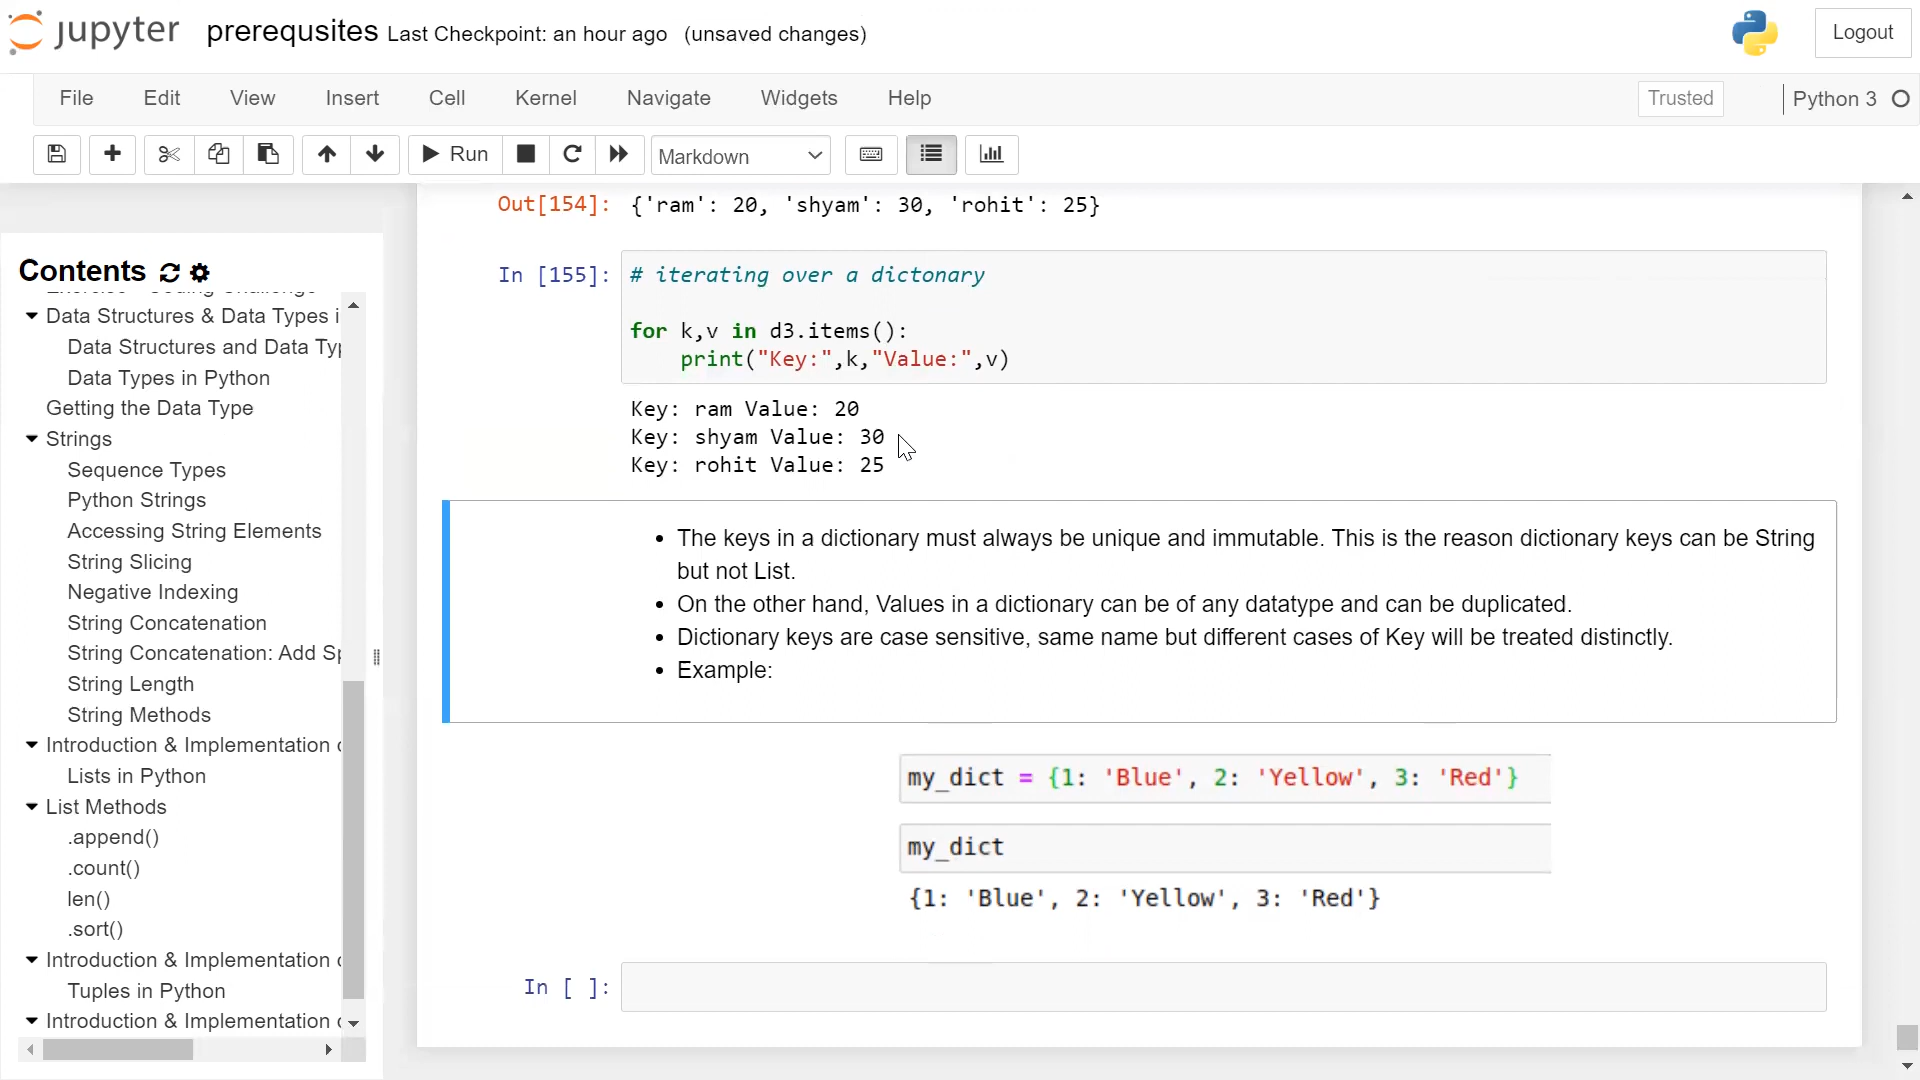 jupyter prerequsites Last Checkpoint: an hour ago (unsaved changes) Logout
File Edit View Insert Cell Kernel Navigate Widgets Help Trusted Python 3
Run Markdown
Contents
Data Structures & Data Types i
Data Structures and Data Ty
Data Types in Python
Getting the Data Type
Strings
Sequence Types
Python Strings
Accessing String Elements
String Slicing
Negative Indexing
String Concatenation
String Concatenation: Add Sp
String Length
String Methods
Introduction & Implementation
Lists in Python
List Methods
.append()
.count()
len()
.sort()
Introduction & Implementation
Tuples in Python
Introduction & Implementation
Out[154]: {'ram': 20, 'shyam': 30, 'rohit': 25}
In [155]: # iterating over a dictonary
for k,v in d3.items():
print("Key:",k,"Value:",v)
Key: ram Value: 20
Key: shyam Value: 30
Key: rohit Value: 25
• The keys in a dictionary must always be unique and immutable. This is the reason dictionary keys can be String
but not List.
• On the other hand, Values in a dictionary can be of any datatype and can be duplicated.
• Dictionary keys are case sensitive, same name but different cases of Key will be treated distinctly.
• Example:
my_dict = {1: 'Blue', 2: 'Yellow', 3: 'Red'}
my_dict
{1: 'Blue', 2: 'Yellow', 3: 'Red'}
In [ ]: